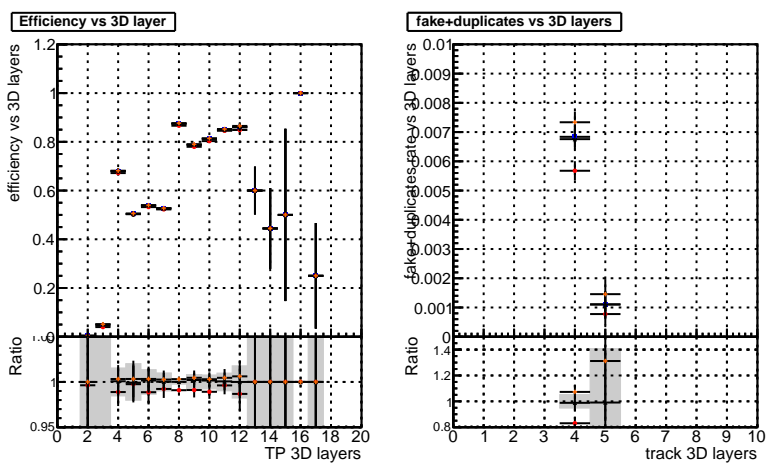 Efficiency vs 3D layer
efficiency vs 3D layers
1.2
1
0.8
0.6
0.4
0.2
0
Ratio
1
0.95
0 2 4 6 8 10 12 14 16 18 20
TP 3D layers
fake+duplicates vs 3D layers
fake+duplicates rate vs 3D layers
0.01
0.009
0.008
0.007
0.006
0.005
0.004
0.003
0.002
0.001
0
Ratio
1.4
1.2
1
0.8
0 1 2 3 4 5 6 7 8 9 10
track 3D layers